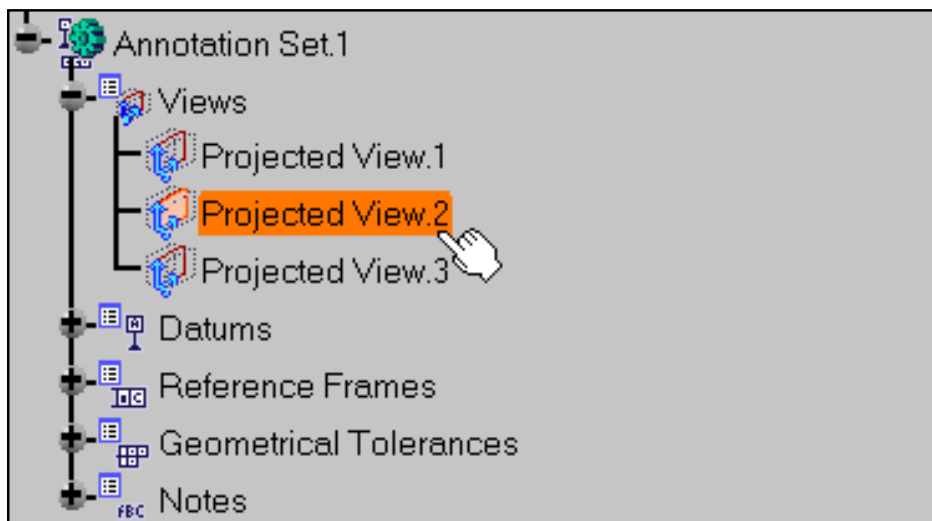 Annotation Set.1
Views
Projected View.1
Projected View.2
Projected View.3
Datums
Reference Frames
Geometrical Tolerances
Notes